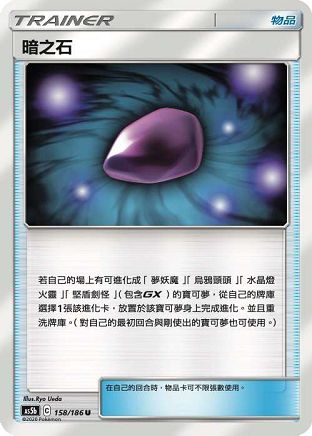 TRAINER 物品
暗之石
若自己的場上有可進化成「夢妖魔」「烏鴉頭頭」「水晶燈
火靈」「堅盾劍怪」(包含GX)的寶可夢，從自己的牌庫
選擇1張該進化卡，放置於該寶可夢身上完成進化。並且重
洗牌庫。(對自己的最初回合與剛使出的寶可夢也可使用。)
Illus.Ryo Ueda
as5b C 158/186 U
©2020 Pokémon
在自己的回合時，物品卡可不限張數使用。